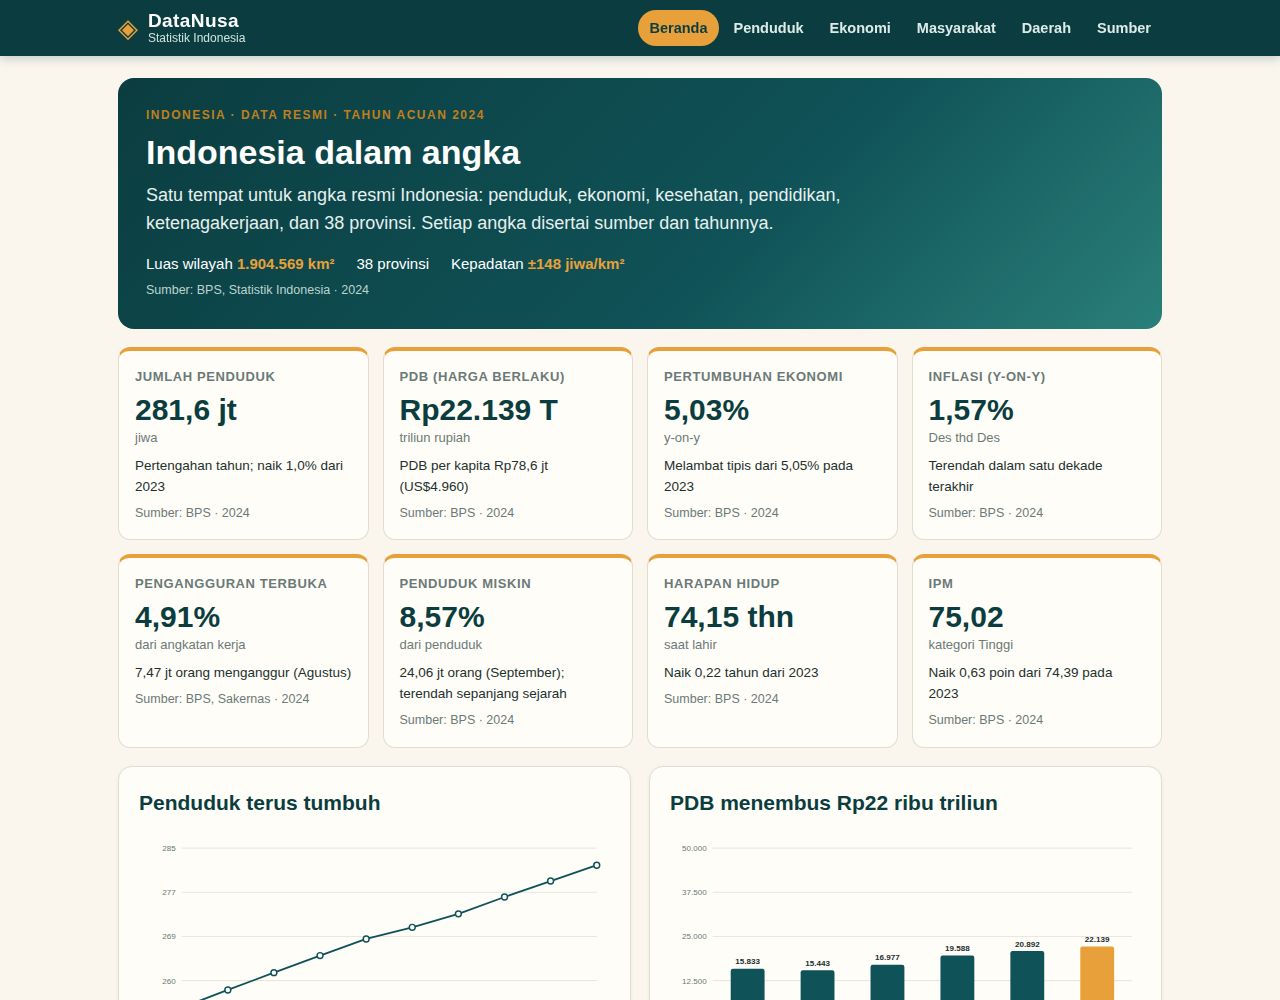 ◈ DataNusa
Statistik Indonesia
Beranda Penduduk Ekonomi Masyarakat Daerah Sumber
INDONESIA · DATA RESMI · TAHUN ACUAN 2024
Indonesia dalam angka
Satu tempat untuk angka resmi Indonesia: penduduk, ekonomi, kesehatan, pendidikan,
ketenagakerjaan, dan 38 provinsi. Setiap angka disertai sumber dan tahunnya.
Luas wilayah 1.904.569 km² 38 provinsi Kepadatan ±148 jiwa/km²
Sumber: BPS, Statistik Indonesia · 2024
JUMLAH PENDUDUK
281,6 jt
jiwa
Pertengahan tahun; naik 1,0% dari
2023
Sumber: BPS · 2024
PDB (HARGA BERLAKU)
Rp22.139 T
triliun rupiah
PDB per kapita Rp78,6 jt
(US$4.960)
Sumber: BPS · 2024
PERTUMBUHAN EKONOMI
5,03%
y-on-y
Melambat tipis dari 5,05% pada
2023
Sumber: BPS · 2024
INFLASI (Y-ON-Y)
1,57%
Des thd Des
Terendah dalam satu dekade
terakhir
Sumber: BPS · 2024
PENGANGGURAN TERBUKA
4,91%
dari angkatan kerja
7,47 jt orang menganggur (Agustus)
Sumber: BPS, Sakernas · 2024
PENDUDUK MISKIN
8,57%
dari penduduk
24,06 jt orang (September);
terendah sepanjang sejarah
Sumber: BPS · 2024
HARAPAN HIDUP
74,15 thn
saat lahir
Naik 0,22 tahun dari 2023
Sumber: BPS · 2024
IPM
75,02
kategori Tinggi
Naik 0,63 poin dari 74,39 pada
2023
Sumber: BPS · 2024
Penduduk terus tumbuh
285
277
269
260
PDB menembus Rp22 ribu triliun
50.000
37.500
25.000
12.500
15.833
15.443
16.977
19.588
20.892
22.139